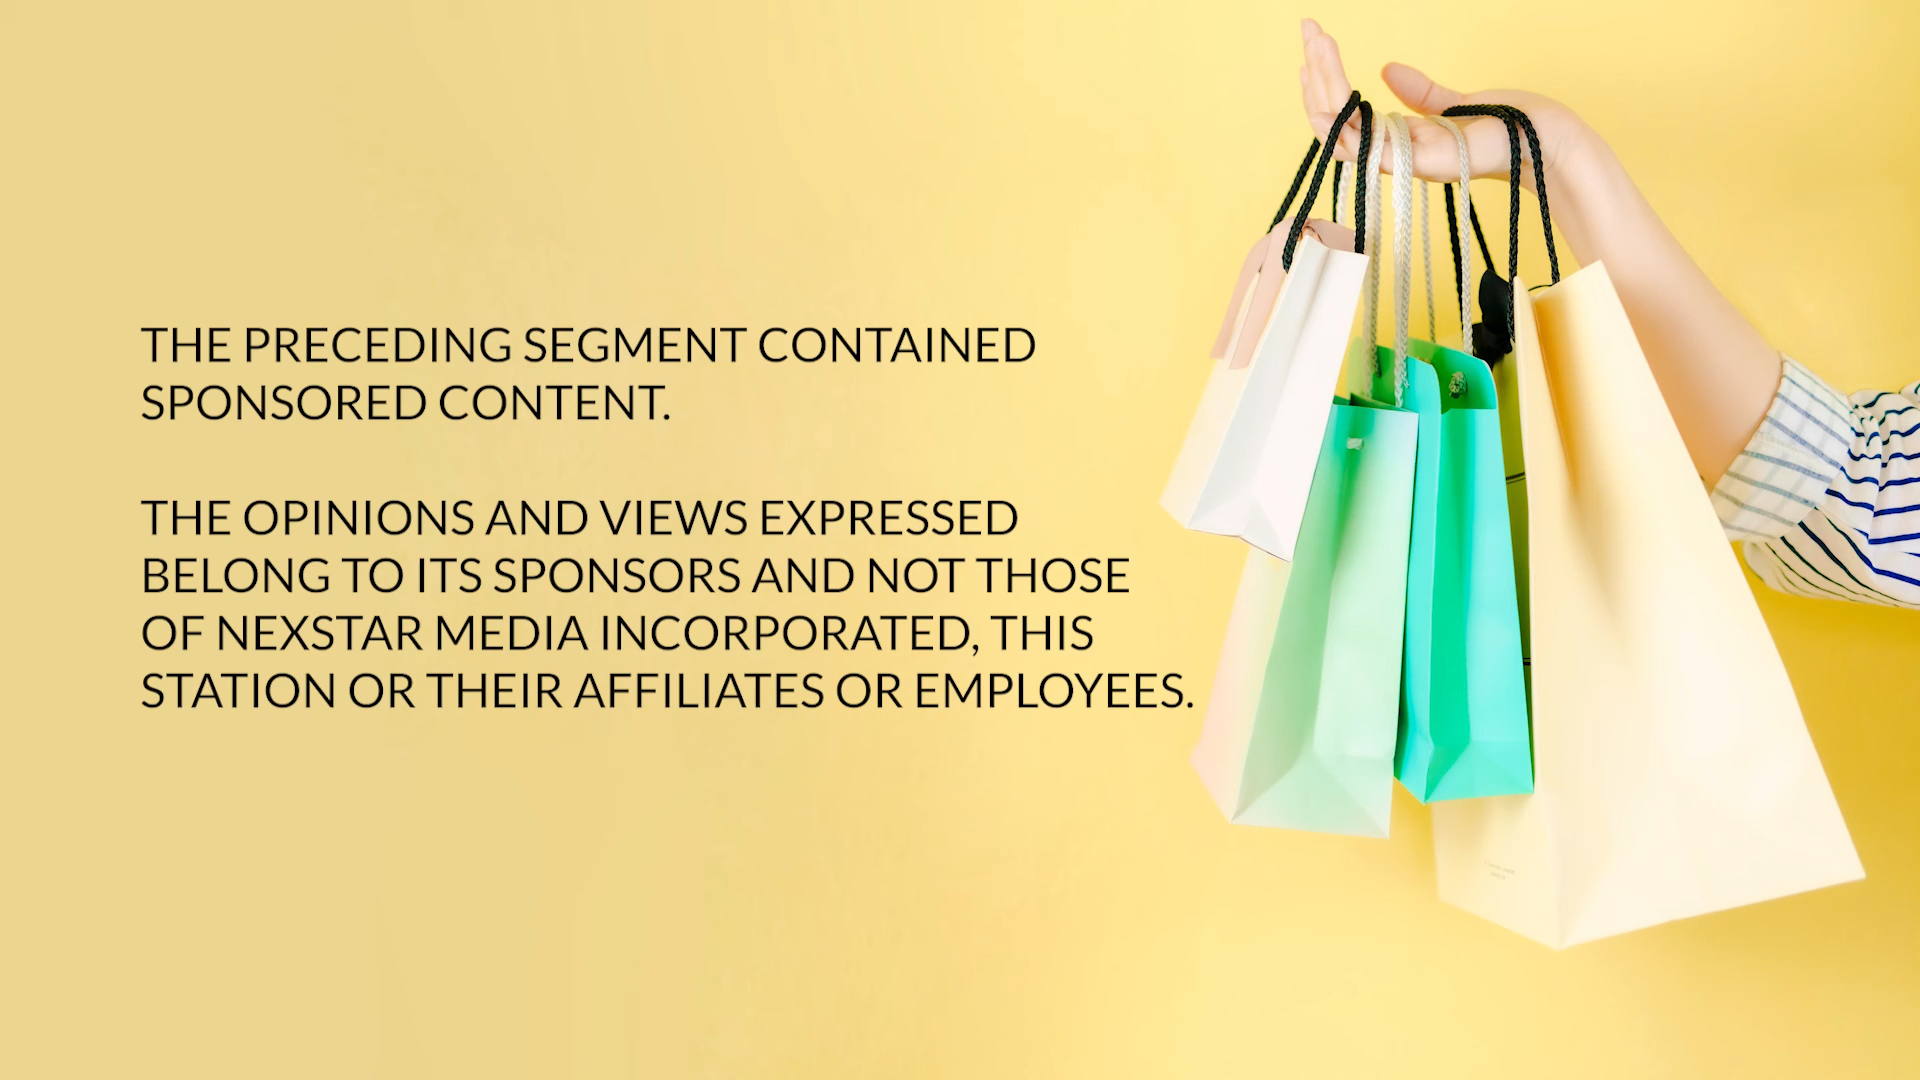 THE PRECEDING SEGMENT CONTAINED
SPONSORED CONTENT.
THE OPINIONS AND VIEWS EXPRESSED
BELONG TO ITS SPONSORS AND NOT THOSE
OF NEXSTAR MEDIA INCORPORATED, THIS
STATION OR THEIR AFFILIATES OR EMPLOYEES.